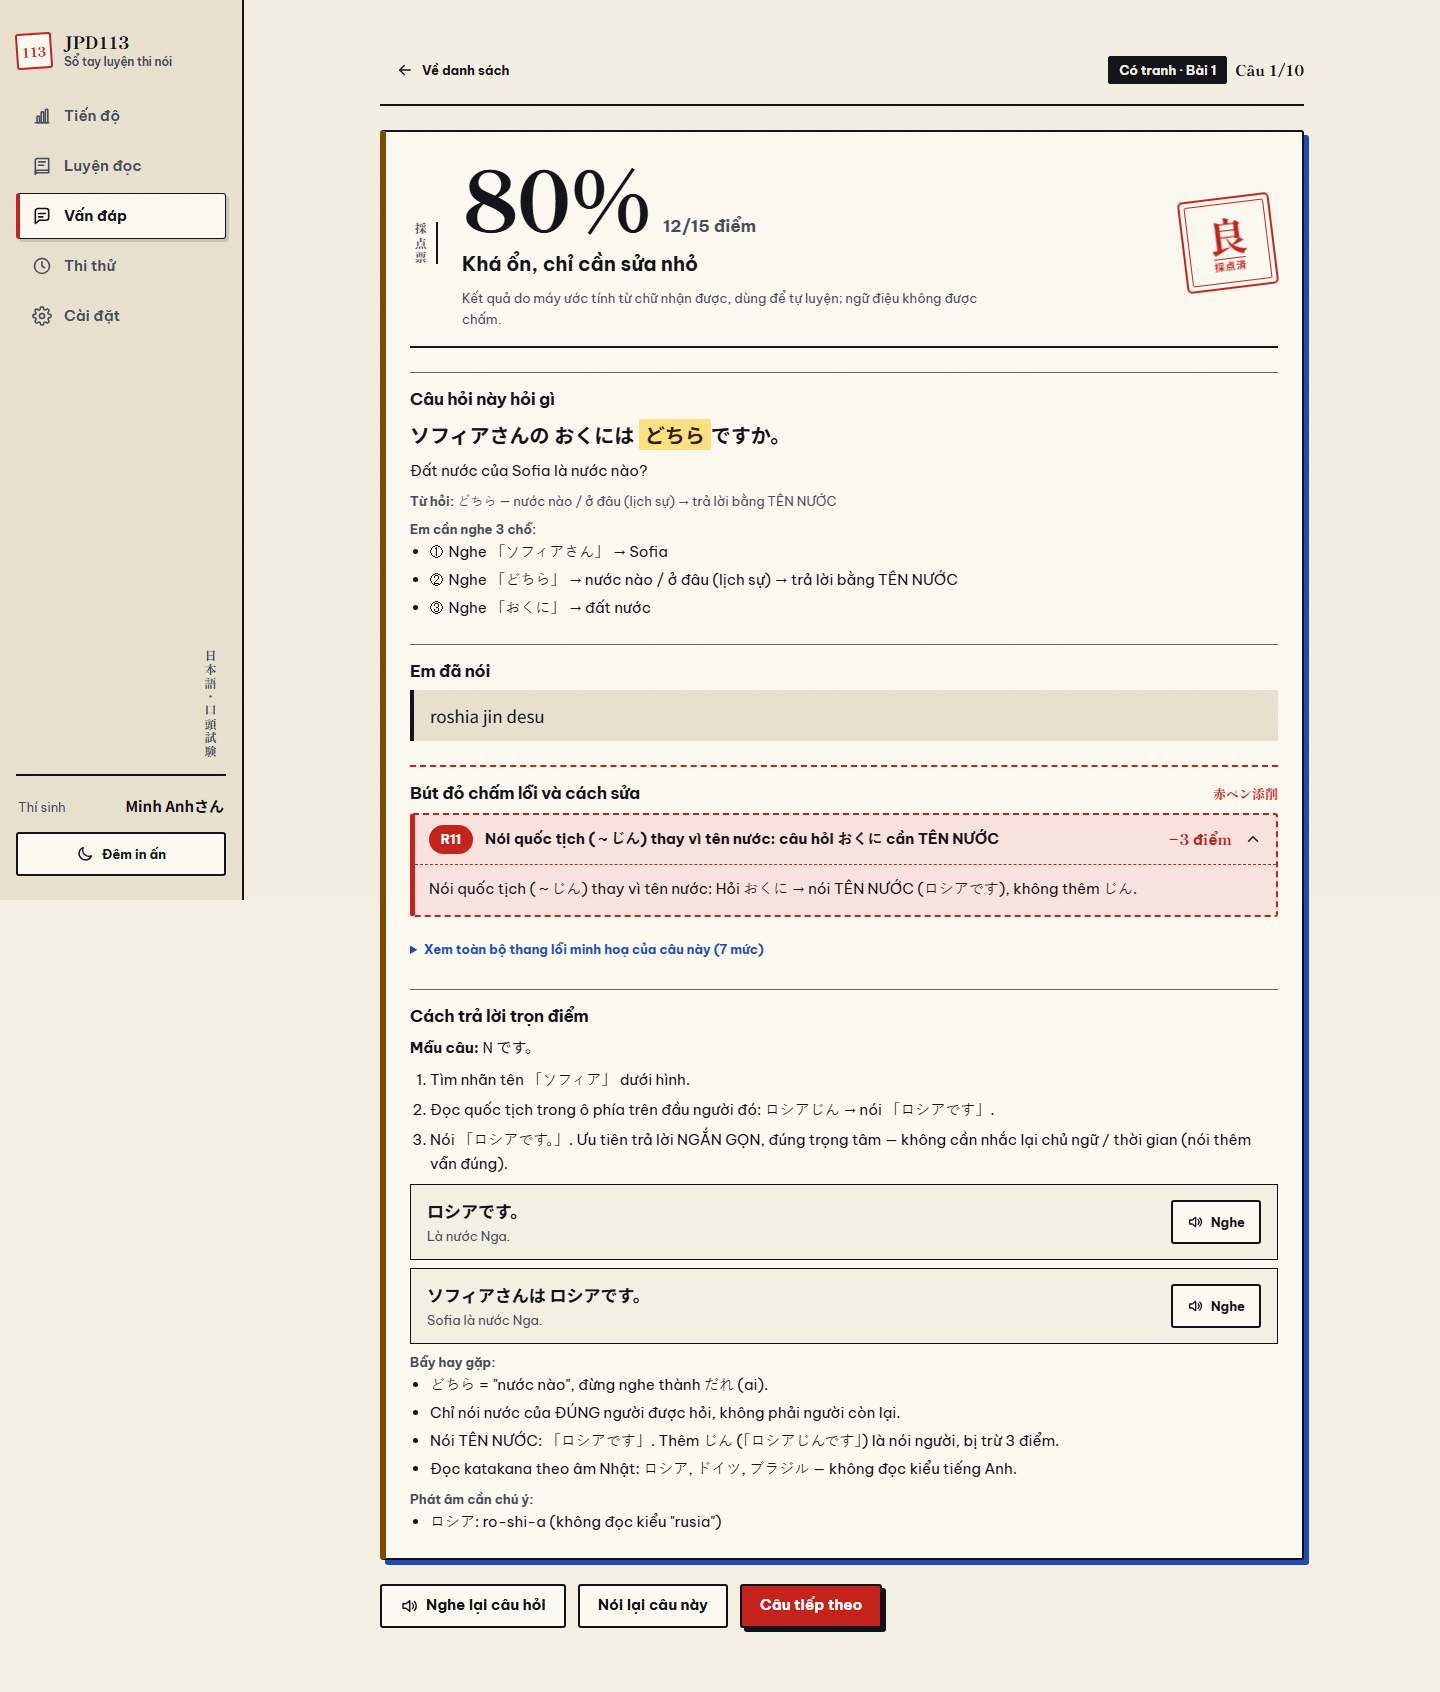 113
JPD113
Sổ tay luyện thi nói
Tiến độ
Luyện đọc
Vấn đáp
Thi thử
Cài đặt
日本語・口頭試験
Thí sinh
Minh Anhさん
Đêm in ấn
Về danh sách
Có tranh · Bài 1
Câu 1/10
採点票
80%
12/15 điểm
Khá ổn, chỉ cần sửa nhỏ
Kết quả do máy ước tính từ chữ nhận được, dùng để tự luyện; ngữ điệu không được
chấm.
良
採点済
Câu hỏi này hỏi gì
ソフィアさんの おくには どちら ですか。
Đất nước của Sofia là nước nào?
Từ hỏi: どちら — nước nào / ở đâu (lịch sự) → trả lời bằng TÊN NƯỚC
Em cần nghe 3 chỗ:
• ① Nghe 「ソフィアさん」 → Sofia
• ② Nghe 「どちら」 → nước nào / ở đâu (lịch sự) → trả lời bằng TÊN NƯỚC
• ③ Nghe 「おくに」 → đất nước
Em đã nói
roshia jin desu
Bút đỏ chấm lỗi và cách sửa
赤ペン添削
R11
Nói quốc tịch (～じん) thay vì tên nước: câu hỏi おくに cần TÊN NƯỚC
−3 điểm
Nói quốc tịch (～じん) thay vì tên nước: Hỏi おくに → nói TÊN NƯỚC (ロシアです), không thêm じん.
Xem toàn bộ thang lỗi minh hoạ của câu này (7 mức)
Cách trả lời trọn điểm
Mẫu câu: N です。
1. Tìm nhãn tên 「ソフィア」 dưới hình.
2. Đọc quốc tịch trong ô phía trên đầu người đó: ロシアじん → nói 「ロシアです」.
3. Nói 「ロシアです。」. Ưu tiên trả lời NGẮN GỌN, đúng trọng tâm — không cần nhắc lại chủ ngữ / thời gian (nói thêm
vẫn đúng).
ロシアです。
Là nước Nga.
Nghe
ソフィアさんは ロシアです。
Sofia là nước Nga.
Nghe
Bẫy hay gặp:
• どちら = "nước nào", đừng nghe thành だれ (ai).
• Chỉ nói nước của ĐÚNG người được hỏi, không phải người còn lại.
• Nói TÊN NƯỚC: 「ロシアです」. Thêm じん (「ロシアじんです」) là nói người, bị trừ 3 điểm.
• Đọc katakana theo âm Nhật: ロシア, ドイツ, ブラジル — không đọc kiểu tiếng Anh.
Phát âm cần chú ý:
• ロシア: ro-shi-a (không đọc kiểu "rusia")
Nghe lại câu hỏi
Nói lại câu này
Câu tiếp theo